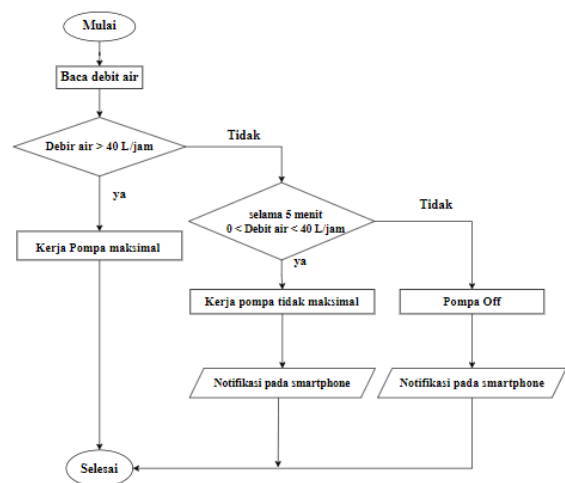 Mulai
Baca debit air
Debir air > 40 L/jam
Tidak
ya
selama 5 menit
0 < Debit air < 40 L/jam
Tidak
ya
Kerja Pompa maksimal
Kerja pompa tidak maksimal
Pompa Off
Notifikasi pada smartphone
Notifikasi pada smartphone
Selesai